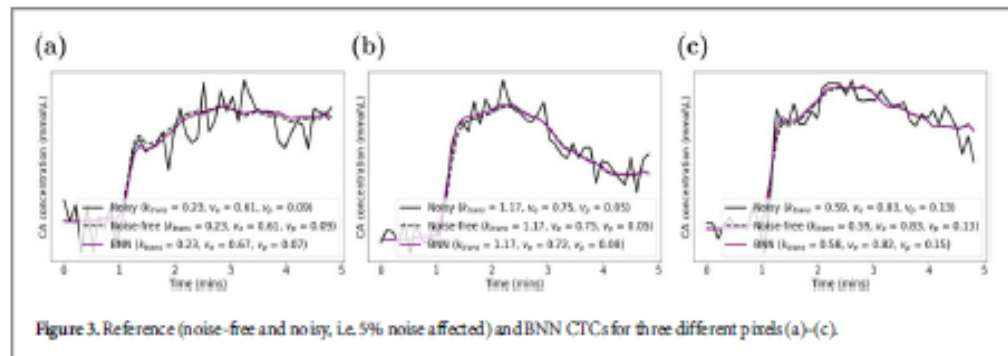 (a)
(b)
(c)
CA concentration (mmol/L)
Noisy (k_trans = 0.23, v_e = 0.61, v_p = 0.09)
Noise-free (k_trans = 0.23, v_e = 0.61, v_p = 0.09)
BNN (k_trans = 0.23, v_e = 0.67, v_p = 0.07)
0 1 2 3 4 5
Time (mins)
CA concentration (mmol/L)
Noisy (k_trans = 1.17, v_e = 0.75, v_p = 0.05)
Noise-free (k_trans = 1.17, v_e = 0.75, v_p = 0.05)
BNN (k_trans = 1.17, v_e = 0.72, v_p = 0.08)
0 1 2 3 4 5
Time (mins)
CA concentration (mmol/L)
Noisy (k_trans = 0.59, v_e = 0.83, v_p = 0.13)
Noise-free (k_trans = 0.59, v_e = 0.83, v_p = 0.13)
BNN (k_trans = 0.58, v_e = 0.82, v_p = 0.15)
0 1 2 3 4 5
Time (mins)
Figure 3. Reference (noise-free and noisy, i.e. 5% noise affected) and BNN CTCs for three different pixels (a)–(c).